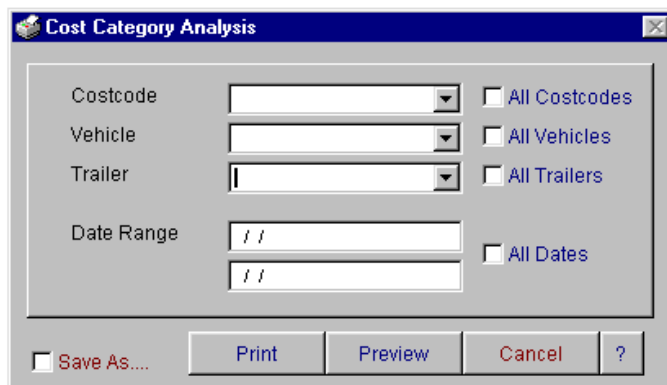 Cost Category Analysis
Costcode All Costcodes
Vehicle All Vehicles
Trailer All Trailers
Date Range / /
All Dates
/ /
Save As.... Print Preview Cancel ?